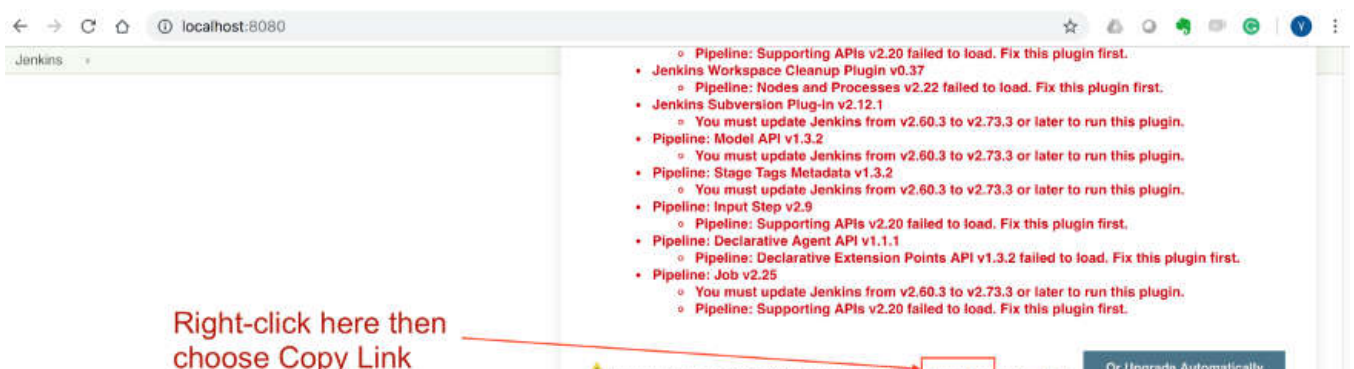 localhost:8080
Y
Jenkins
Pipeline: Supporting APIs v2.20 failed to load. Fix this plugin first.
Jenkins Workspace Cleanup Plugin v0.37
Pipeline: Nodes and Processes v2.22 failed to load. Fix this plugin first.
Jenkins Subversion Plug-in v2.12.1
You must update Jenkins from v2.60.3 to v2.73.3 or later to run this plugin.
Pipeline: Model API v1.3.2
You must update Jenkins from v2.60.3 to v2.73.3 or later to run this plugin.
Pipeline: Stage Tags Metadata v1.3.2
You must update Jenkins from v2.60.3 to v2.73.3 or later to run this plugin.
Pipeline: Input Step v2.9
Pipeline: Supporting APIs v2.20 failed to load. Fix this plugin first.
Pipeline: Declarative Agent API v1.1.1
Pipeline: Declarative Extension Points API v1.3.2 failed to load. Fix this plugin first.
Pipeline: Job v2.25
You must update Jenkins from v2.60.3 to v2.73.3 or later to run this plugin.
Pipeline: Supporting APIs v2.20 failed to load. Fix this plugin first.
Right-click here then
choose Copy Link
Or Upgrade Automatically